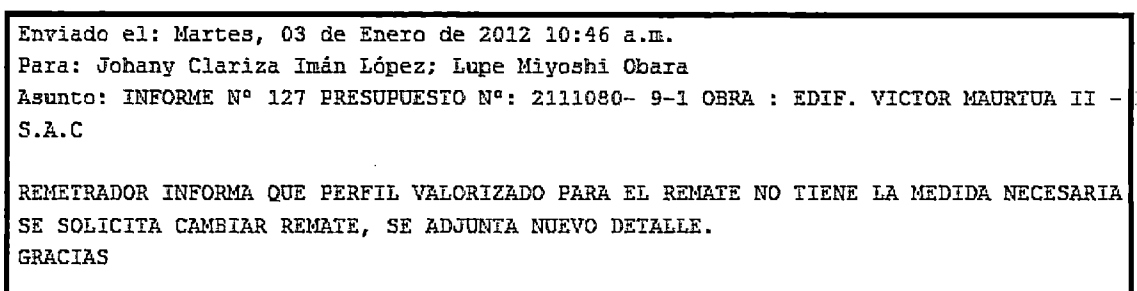 Enviado el: Martes, 03 de Enero de 2012 10:46 a.m.
Para: Johany Clariza Imán López; Lupe Miyoshi Obara
Asunto: INFORME Nº 127 PRESUPUESTO Nº: 2111080- 9-1 OBRA : EDIF. VICTOR MAURTUA II -
S.A.C
REMETRADOR INFORMA QUE PERFIL VALORIZADO PARA EL REMATE NO TIENE LA MEDIDA NECESARIA
SE SOLICITA CAMBIAR REMATE, SE ADJUNTA NUEVO DETALLE.
GRACIAS